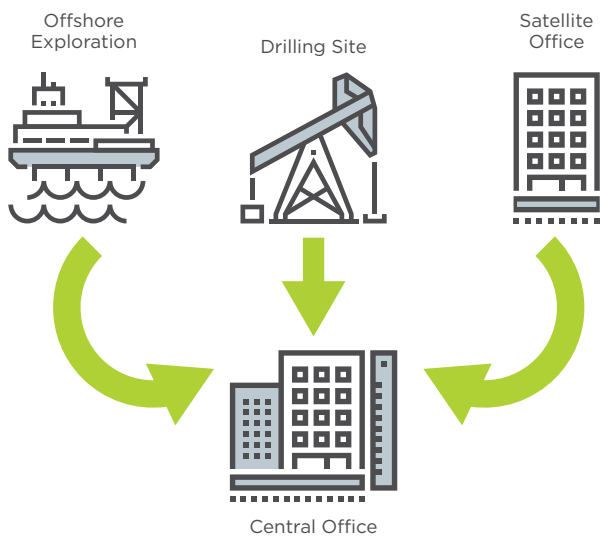 Offshore
Exploration
Drilling Site
Satellite
Office
Central Office